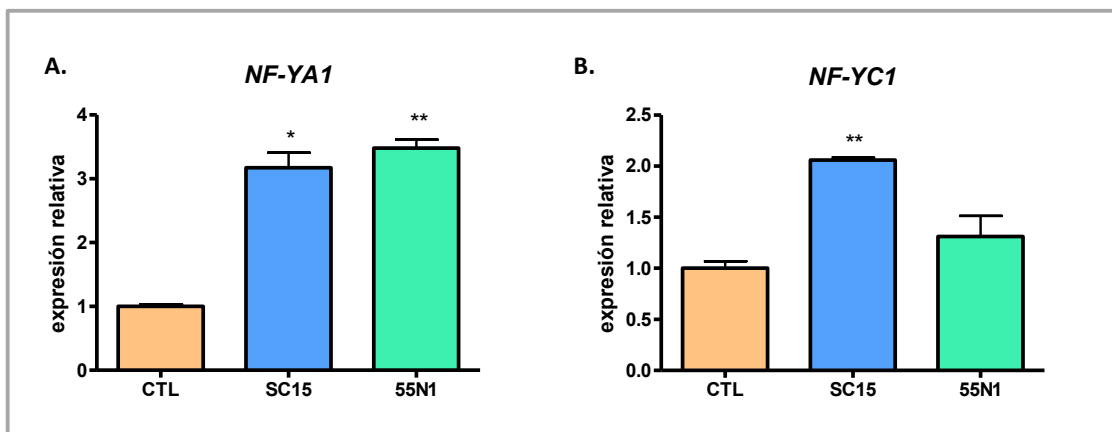 A.
NF-YA1
expresión relativa
4
3
2
1
0
*
**
CTL SC15 55N1
B.
NF-YC1
expresión relativa
2.5
2.0
1.5
1.0
0.5
0.0
**
CTL SC15 55N1